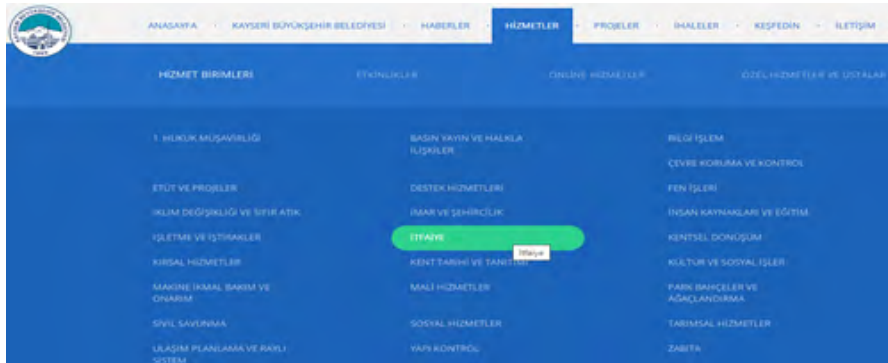 ANASAYFA
KAYSERİ BÜYÜKŞEHİR BELEDİYESİ
HABERLER
HİZMETLER
PROJELER
İHALELER
KEŞFEDİN
İLETİŞİM
HİZMET BİRİMLERİ
ETKİNLİKLER
ONLINE HİZMETLER
ÖZEL HİZMETLER VE USTALAR
1. HUKUK MÜŞAVİRLİĞİ
BASIN YAYIN VE HALKLA
İLİŞKİLER
BİLGİ İŞLEM
ÇEVRE KORUMA VE KONTROL
ETÜT VE PROJELER
DESTEK HİZMETLERİ
FEN İŞLERİ
İKLİM DEĞİŞİKLİĞİ VE SIFIR ATIK
İMAR VE ŞEHİRCİLİK
İNSAN KAYNAKLARI VE EĞİTİM
İŞLETME VE İŞTİRAKLER
İTFAİYE
İtfaiye
KENTSEL DÖNÜŞÜM
KIRSAL HİZMETLER
KENT TARİHİ VE TANITIMI
KÜLTÜR VE SOSYAL İŞLER
MAKİNE İKMAL BAKIM VE
ONARIM
MALİ HİZMETLER
PARK BAHÇELER VE
AĞAÇLANDIRMA
SİVİL SAVUNMA
SOSYAL HİZMETLER
TARIMSAL HİZMETLER
ULAŞIM PLANLAMA VE RAYLI
SİSTEM
YAPI KONTROL
ZABITA